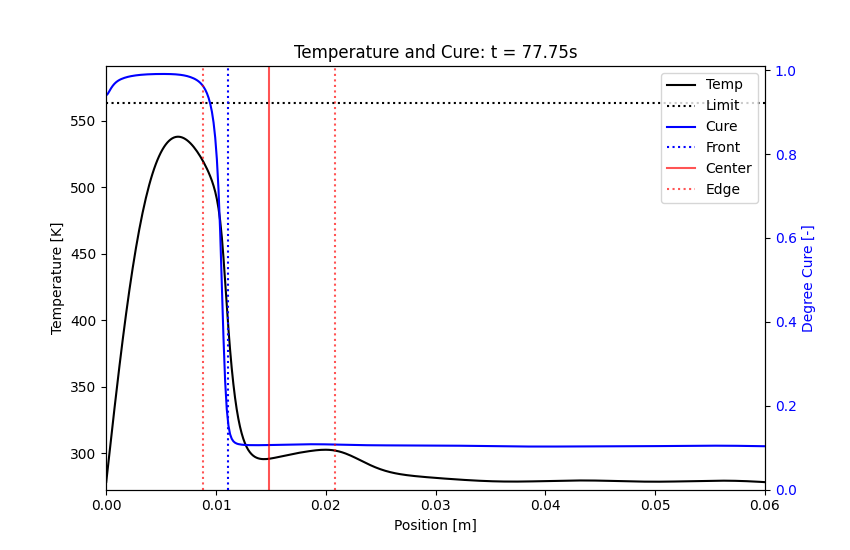 Temperature and Cure: t = 77.75s
Temp
Limit
Cure
Front
Center
Edge
Temperature [K]
550
500
450
400
350
300
Degree Cure [-]
1.0
0.8
0.6
0.4
0.2
0.0
0.00 0.01 0.02 0.03 0.04 0.05 0.06
Position [m]